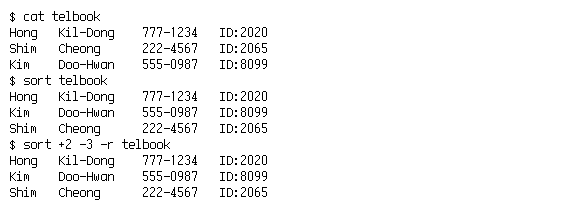 $ cat telbook
Hong   Kil-Dong    777-1234   ID:2020
Shim   Cheong      222-4567   ID:2065
Kim    Doo-Hwan    555-0987   ID:8099
$ sort telbook
Hong   Kil-Dong    777-1234   ID:2020
Kim    Doo-Hwan    555-0987   ID:8099
Shim   Cheong      222-4567   ID:2065
$ sort +2 -3 -r telbook
Hong   Kil-Dong    777-1234   ID:2020
Kim    Doo-Hwan    555-0987   ID:8099
Shim   Cheong      222-4567   ID:2065